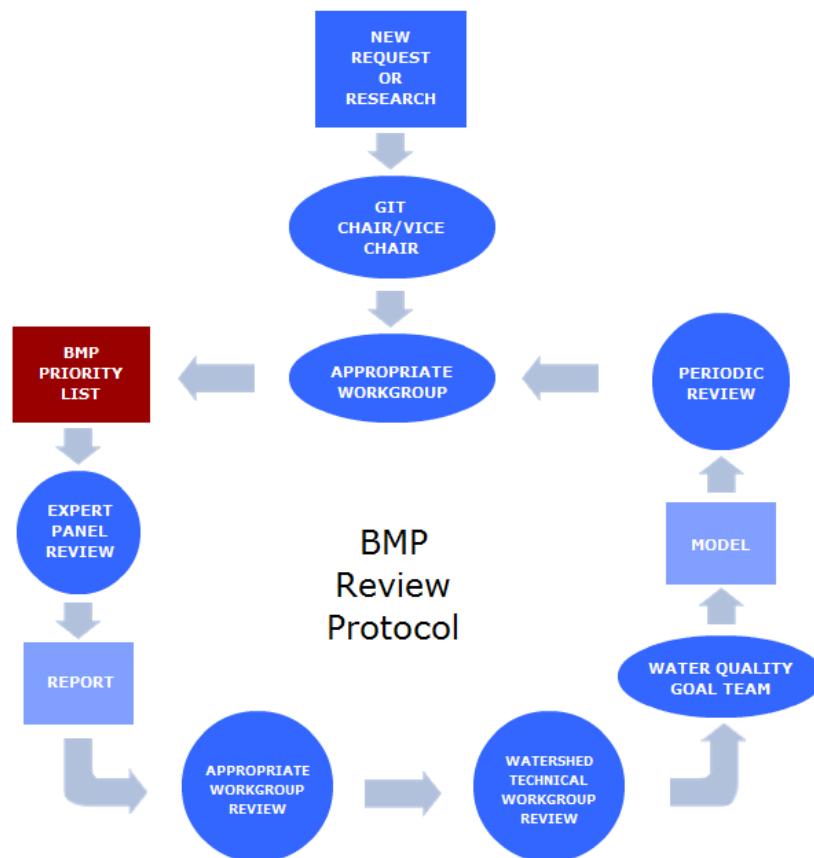 NEW
REQUEST
OR
RESEARCH
GIT
CHAIR/VICE
CHAIR
APPROPRIATE
WORKGROUP
BMP
PRIORITY
LIST
EXPERT
PANEL
REVIEW
REPORT
APPROPRIATE
WORKGROUP
REVIEW
WATERSHED
TECHNICAL
WORKGROUP
REVIEW
WATER QUALITY
GOAL TEAM
MODEL
PERIODIC
REVIEW
BMP
Review
Protocol